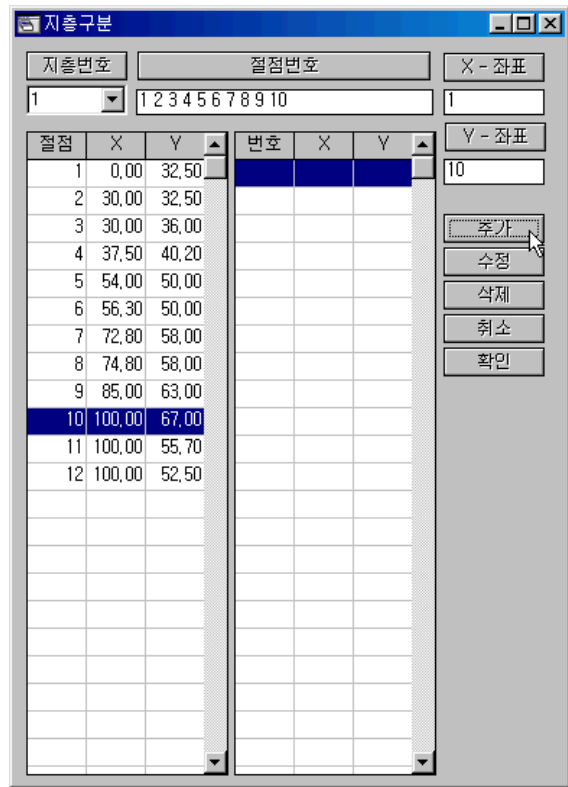 지층구분
지층번호 절점번호 X - 좌표
1 1 2 3 4 5 6 7 8 9 10 1
Y - 좌표
10
절점 X Y 번호 X Y
1 0,00 32,50
2 30,00 32,50
3 30,00 36,00
4 37,50 40,20
5 54,00 50,00
6 56,30 50,00
7 72,80 58,00
8 74,80 58,00
9 85,00 63,00
10 100,00 67,00
11 100,00 55,70
12 100,00 52,50
추가
수정
삭제
취소
확인